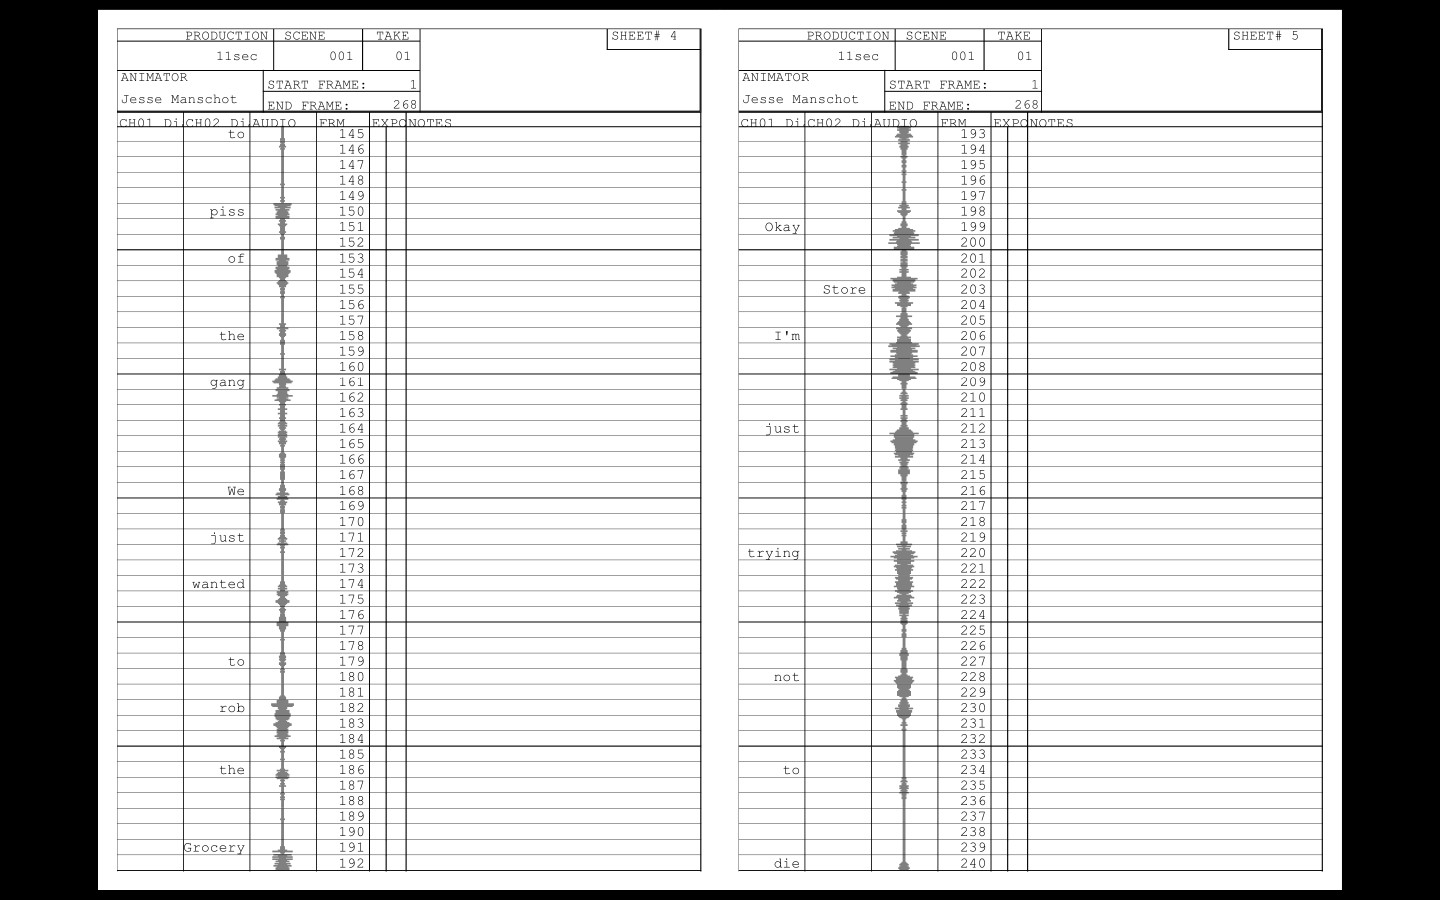 PRODUCTION SCENE TAKE SHEET# 4
11sec 001 01
ANIMATOR
START FRAME: 1
Jesse Manschot
END FRAME: 268
CH01 Di CH02 Di AUDIO FRM EXPO NOTES
to 145
146
147
148
149
piss 150
151
152
of 153
154
155
156
157
the 158
159
160
gang 161
162
163
164
165
166
167
We 168
169
170
just 171
172
173
wanted 174
175
176
177
178
to 179
180
181
rob 182
183
184
185
the 186
187
188
189
190
Grocery 191
192
PRODUCTION SCENE TAKE SHEET# 5
11sec 001 01
ANIMATOR
START FRAME: 1
Jesse Manschot
END FRAME: 268
CH01 Di CH02 Di AUDIO FRM EXPO NOTES
193
194
195
196
197
198
Okay 199
200
201
202
Store 203
204
205
I'm 206
207
208
209
210
211
just 212
213
214
215
216
217
218
219
trying 220
221
222
223
224
225
226
227
not 228
229
230
231
232
233
to 234
235
236
237
238
239
die 240